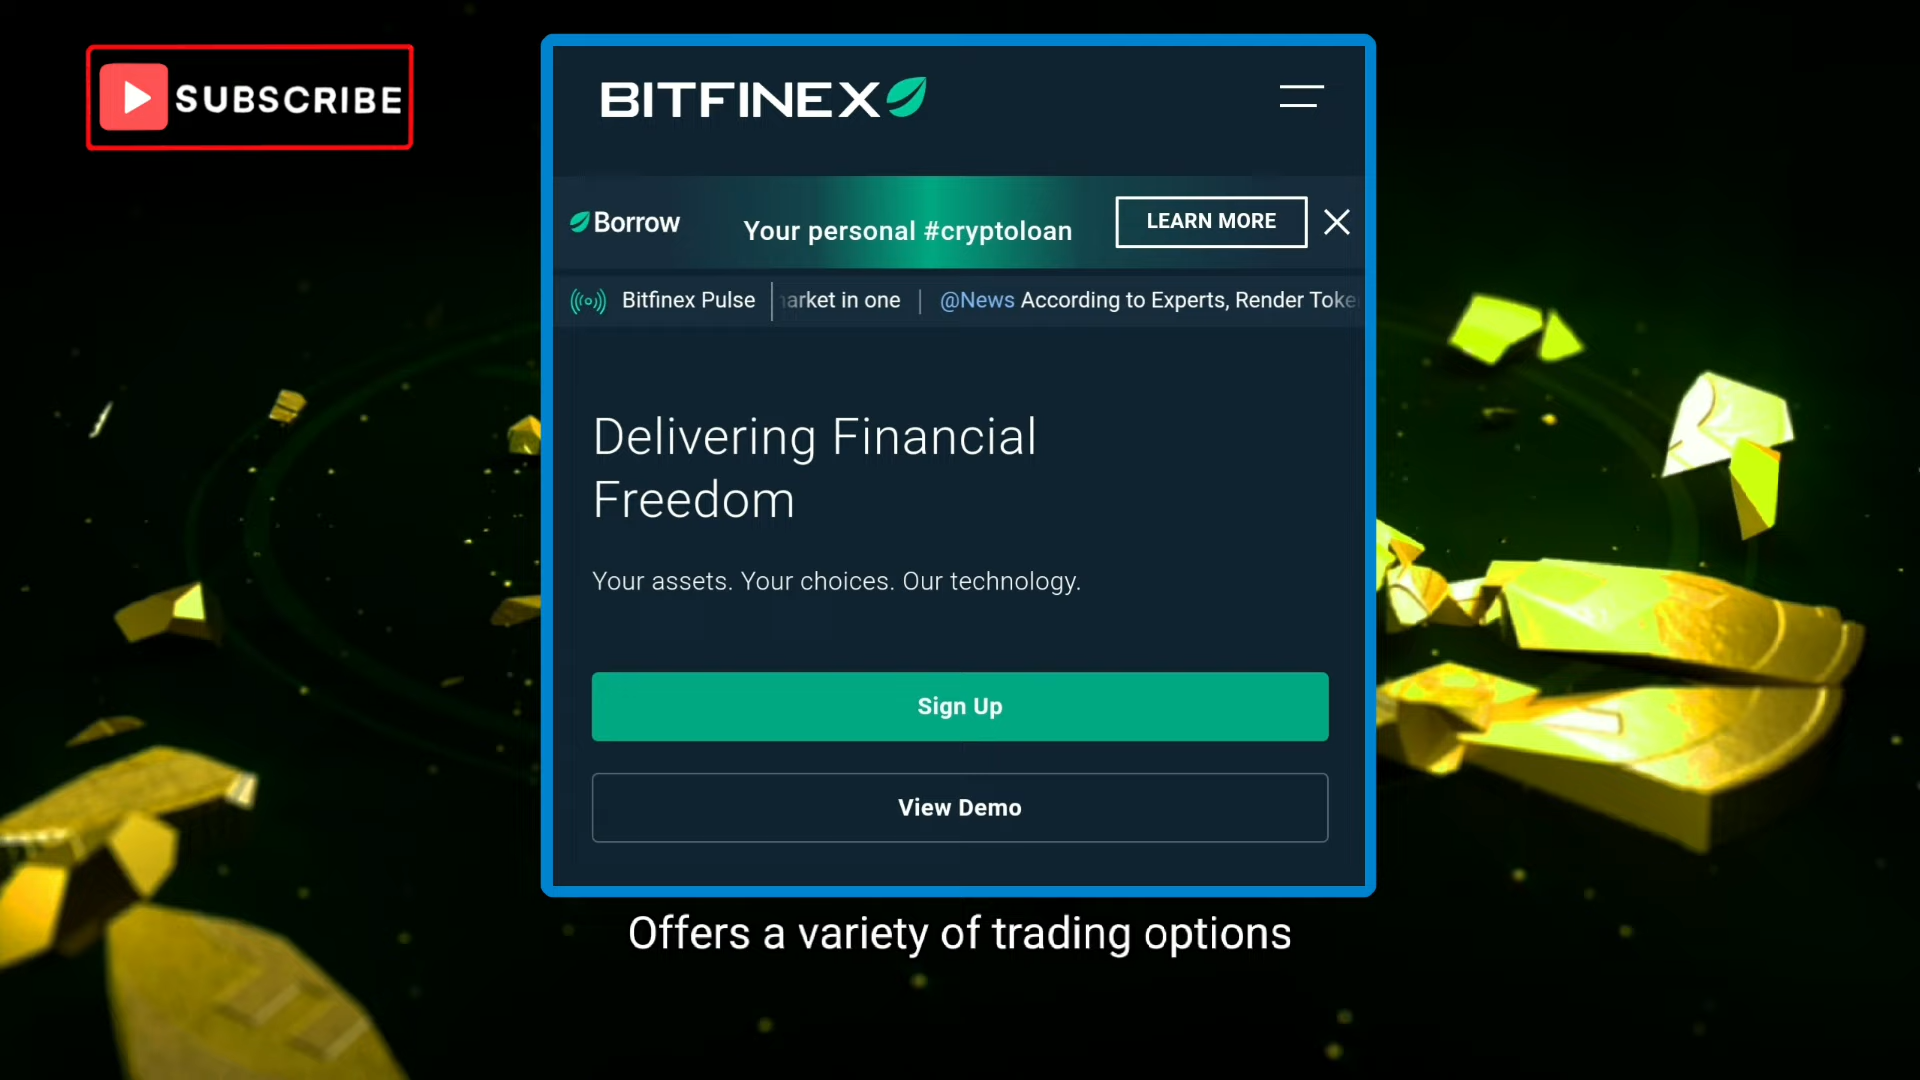 SUBSCRIBE
BITFINEX
Borrow
Your personal #cryptoloan
LEARN MORE
Bitfinex Pulse
arket in one | @News According to Experts, Render Toke
Delivering Financial
Freedom
Your assets. Your choices. Our technology.
Sign Up
View Demo
Offers a variety of trading options